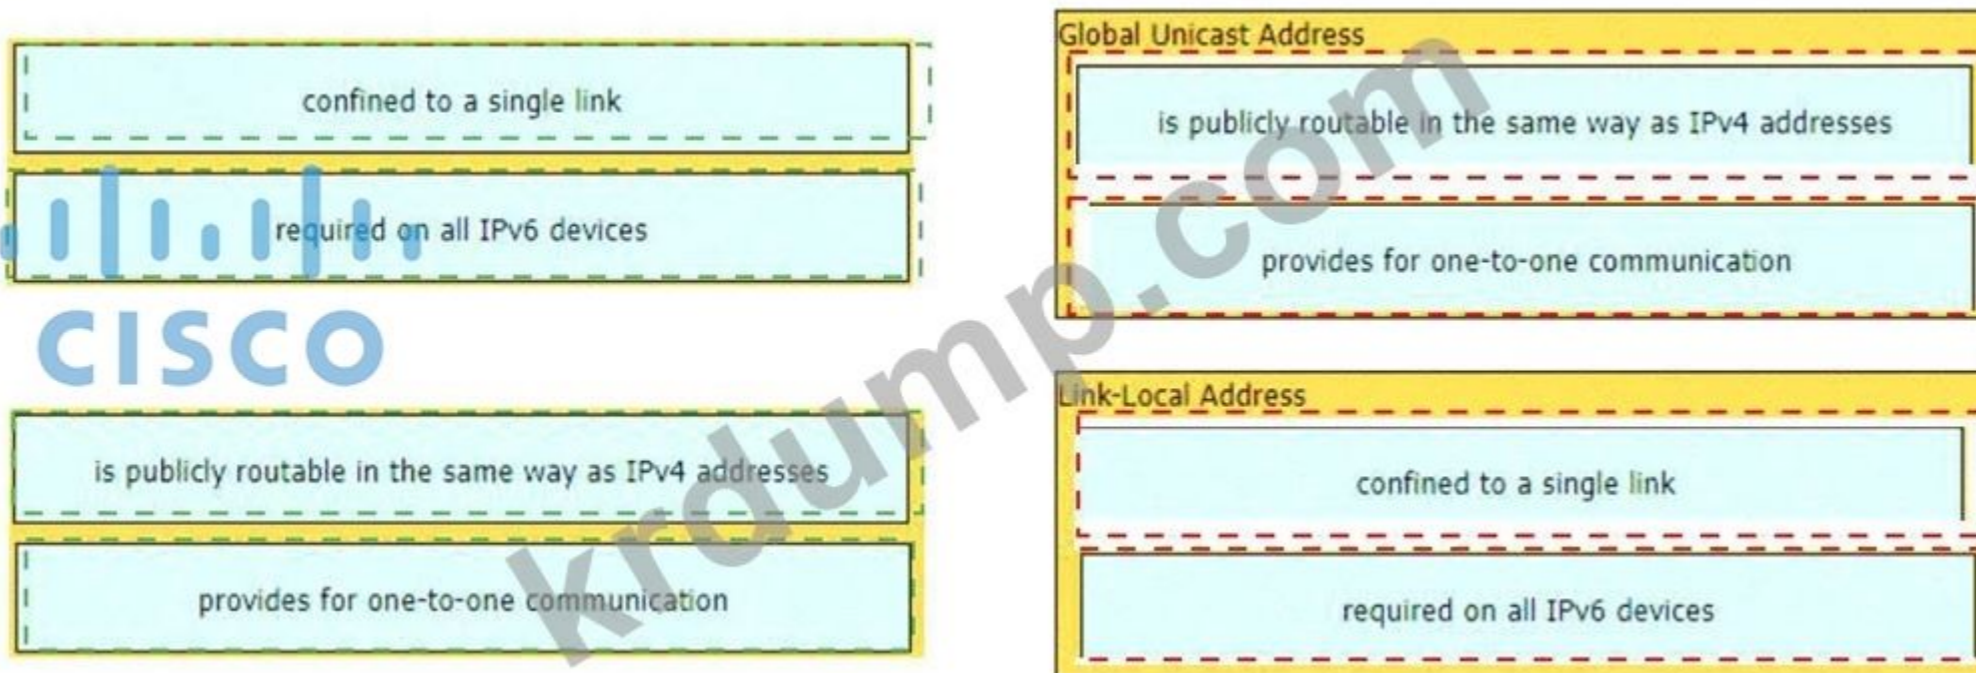 confined to a single link
required on all IPv6 devices
CISCO
is publicly routable in the same way as IPv4 addresses
provides for one-to-one communication
Global Unicast Address
is publicly routable in the same way as IPv4 addresses
provides for one-to-one communication
Link-Local Address
confined to a single link
required on all IPv6 devices
krdump.com